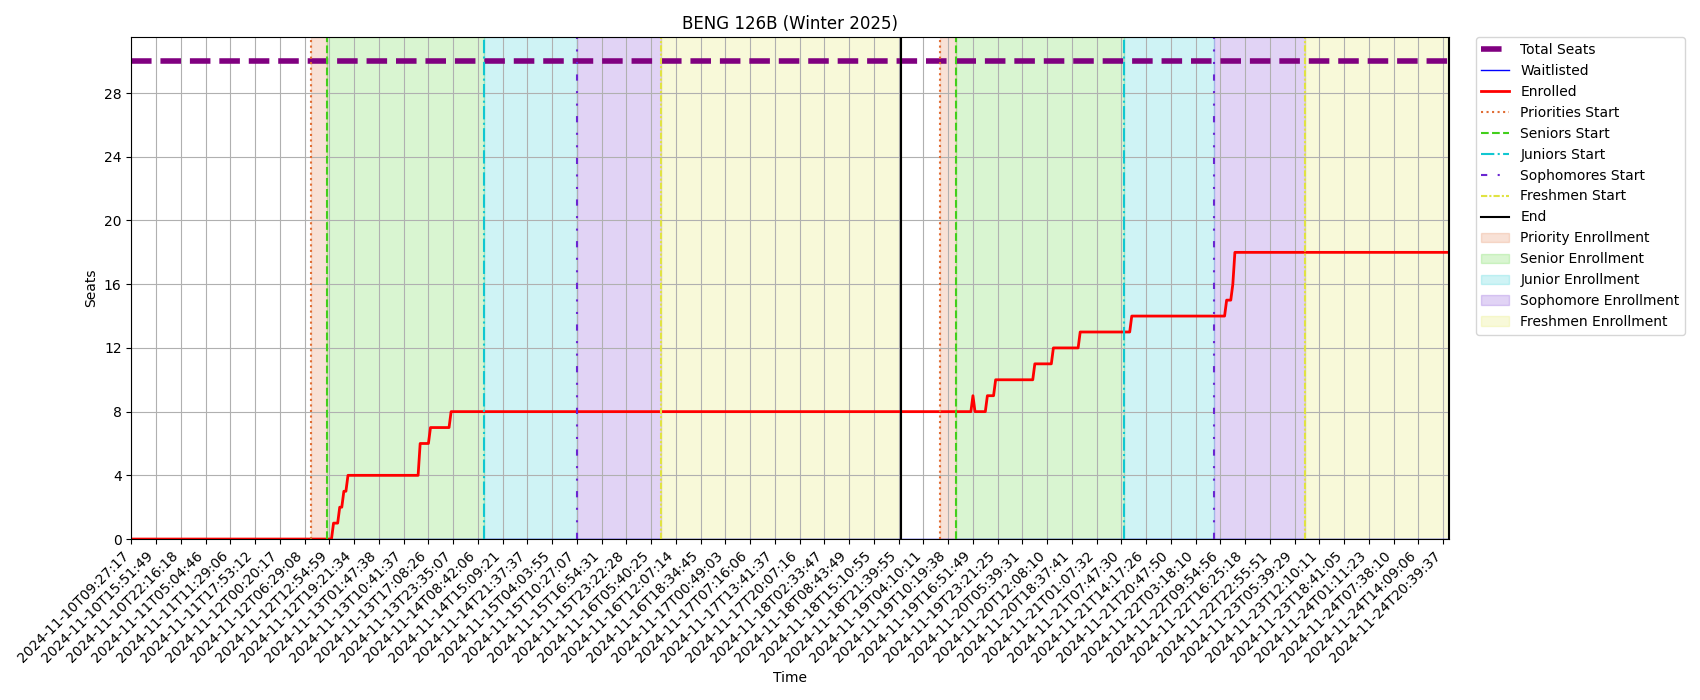 BENG 126B (Winter 2025)
Total Seats
Waitlisted
Enrolled
Priorities Start
Seniors Start
Juniors Start
Sophomores Start
Freshmen Start
End
Priority Enrollment
Senior Enrollment
Junior Enrollment
Sophomore Enrollment
Freshmen Enrollment
Seats
28
24
20
16
12
8
4
0
2024-11-10T09:27:17
2024-11-10T15:51:49
2024-11-10T22:16:18
2024-11-11T05:04:46
2024-11-11T11:29:06
2024-11-11T17:53:12
2024-11-12T00:20:17
2024-11-12T06:29:08
2024-11-12T12:54:59
2024-11-12T19:21:34
2024-11-13T01:47:38
2024-11-13T10:41:37
2024-11-13T17:08:26
2024-11-13T23:35:07
2024-11-14T08:42:06
2024-11-14T15:09:21
2024-11-14T21:37:37
2024-11-15T04:03:55
2024-11-15T10:27:07
2024-11-15T16:54:31
2024-11-15T23:22:28
2024-11-16T05:40:25
2024-11-16T12:07:14
2024-11-16T18:34:45
2024-11-17T00:49:03
2024-11-17T07:16:06
2024-11-17T13:41:37
2024-11-17T20:07:16
2024-11-18T02:33:47
2024-11-18T08:43:49
2024-11-18T15:10:55
2024-11-18T21:39:55
2024-11-19T04:10:11
2024-11-19T10:19:38
2024-11-19T16:51:49
2024-11-19T23:21:25
2024-11-20T05:39:31
2024-11-20T12:08:10
2024-11-20T18:37:41
2024-11-21T01:07:32
2024-11-21T07:47:30
2024-11-21T14:17:26
2024-11-21T20:47:50
2024-11-22T03:18:10
2024-11-22T09:54:56
2024-11-22T16:25:18
2024-11-22T22:55:51
2024-11-23T05:39:29
2024-11-23T12:10:11
2024-11-23T18:41:05
2024-11-24T01:11:23
2024-11-24T07:38:10
2024-11-24T14:09:06
2024-11-24T20:39:37
Time